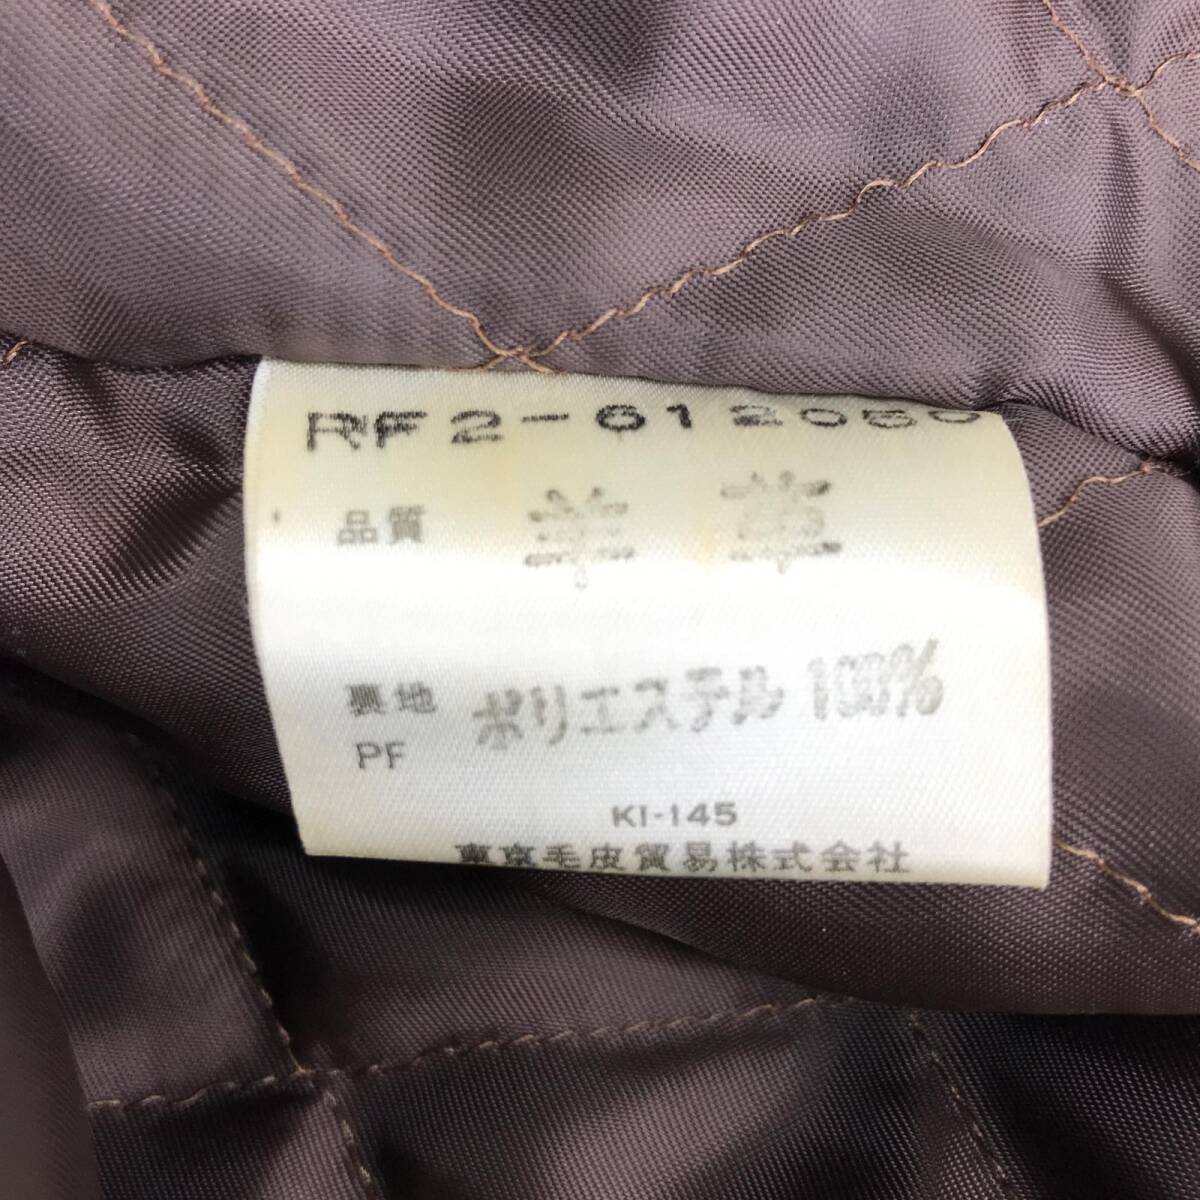 RF2-612050
品質 羊革
裏地 ポリエステル 100%
PF
KI-145
東京毛皮貿易株式会社